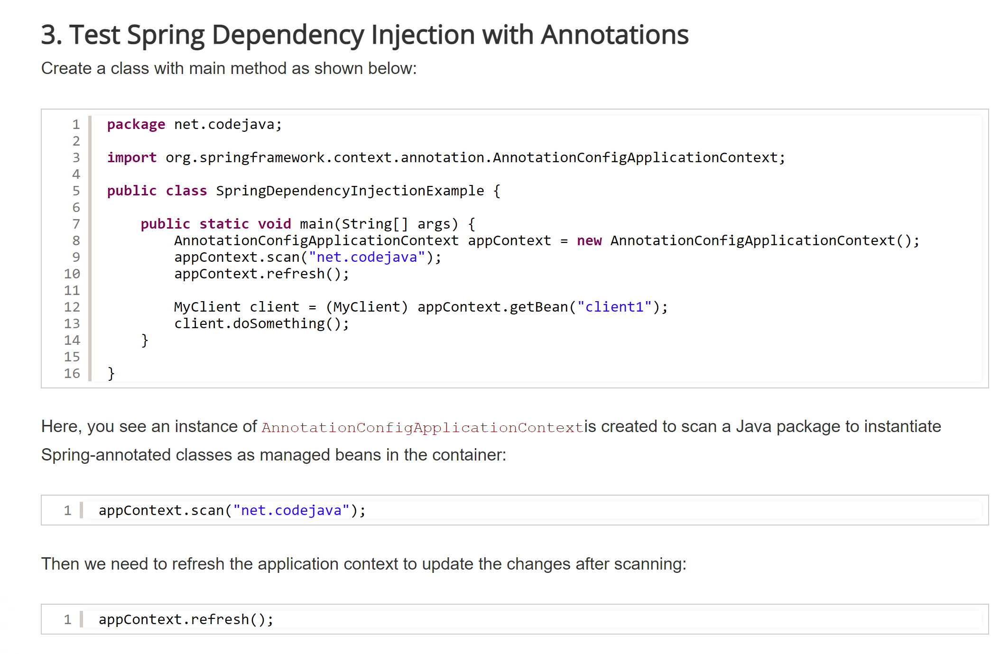 3. Test Spring Dependency Injection with Annotations
Create a class with main method as shown below:
1 package net.codejava;
2
3 import org.springframework.context.annotation.AnnotationConfigApplicationContext;
4
5 public class SpringDependencyInjectionExample {
6
7     public static void main(String[] args) {
8         AnnotationConfigApplicationContext appContext = new AnnotationConfigApplicationContext();
9         appContext.scan("net.codejava");
10         appContext.refresh();
11
12         MyClient client = (MyClient) appContext.getBean("client1");
13         client.doSomething();
14     }
15
16 }
Here, you see an instance of AnnotationConfigApplicationContextis created to scan a Java package to instantiate
Spring-annotated classes as managed beans in the container:
1 appContext.scan("net.codejava");
Then we need to refresh the application context to update the changes after scanning:
1 appContext.refresh();